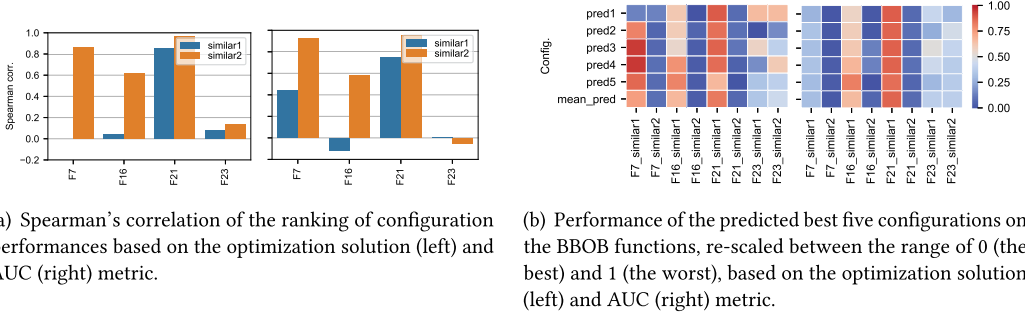 1.0
0.8
0.6
0.4
0.2
0.0
−0.2
Spearman corr.
similar1
similar2
F7
F16
F21
F23
similar1
similar2
F7
F16
F21
F23
a) Spearman's correlation of the ranking of configuration
performances based on the optimization solution (left) and
AUC (right) metric.
Config.
pred1
pred2
pred3
pred4
pred5
mean_pred
F7_similar1
F7_similar2
F16_similar1
F16_similar2
F21_similar1
F21_similar2
F23_similar1
F23_similar2
F7_similar1
F7_similar2
F16_similar1
F16_similar2
F21_similar1
F21_similar2
F23_similar1
F23_similar2
1.00
0.75
0.50
0.25
0.00
(b) Performance of the predicted best five configurations on
the BBOB functions, re-scaled between the range of 0 (the
best) and 1 (the worst), based on the optimization solution
(left) and AUC (right) metric.